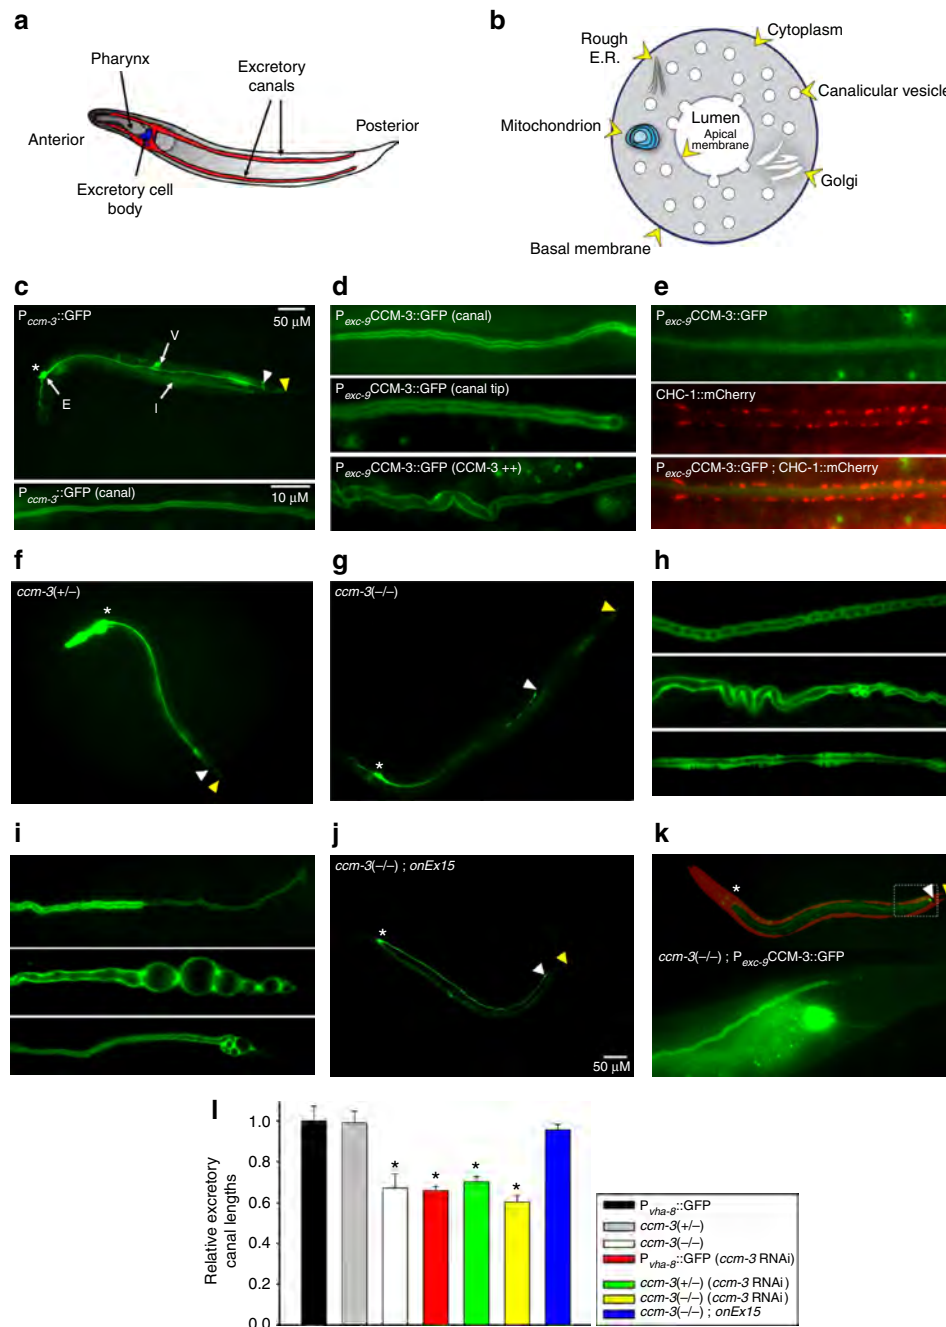 a
Pharynx
Excretory
canals
Anterior
Posterior
Excretory cell
body
b
Rough
E.R.
Cytoplasm
Canalicular vesicle
Mitochondrion
Lumen
Apical
membrane
Golgi
Basal membrane
c
Pccm-3::GFP
50 µM
V
*
E
I
Pccm-3::GFP (canal)
10 µM
d
Pexc-9CCM-3::GFP (canal)
Pexc-9CCM-3::GFP (canal tip)
Pexc-9CCM-3::GFP (CCM-3 ++)
e
Pexc-9CCM-3::GFP
CHC-1::mCherry
Pexc-9CCM-3::GFP ; CHC-1::mCherry
f
ccm-3(+/–)
*
g
ccm-3(–/–)
*
h
i
j
ccm-3(–/–) ; onEx15
*
50 µM
k
*
ccm-3(–/–) ; Pexc-9CCM-3::GFP
l
Relative excretory
canal lengths
1.0
0.8
0.6
0.4
0.2
0.0
* * * *
Pvha-8::GFP
ccm-3(+/–)
ccm-3(–/–)
Pvha-8::GFP (ccm-3 RNAi)
ccm-3(+/–) (ccm-3 RNAi)
ccm-3(–/–) (ccm-3 RNAi)
ccm-3(–/–) ; onEx15